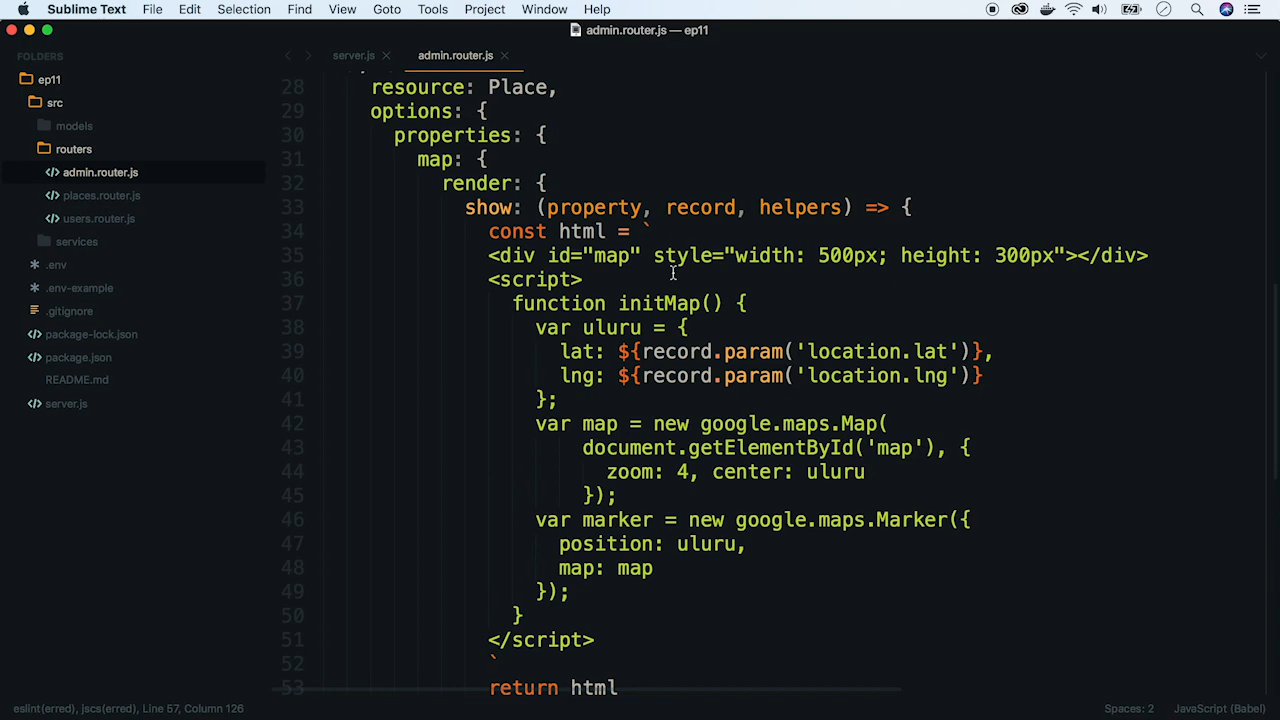 Sublime Text File Edit Selection Find View Goto Tools Project Window Help
admin.router.js — ep11
FOLDERS
ep11
src
models
routers
admin.router.js
places.router.js
users.router.js
services
.env
.env-example
.gitignore
package-lock.json
package.json
README.md
server.js
server.js admin.router.js
28 resource: Place,
29 options: {
30 properties: {
31 map: {
32 render: {
33 show: (property, record, helpers) => {
34 const html = `
35 <div id="map" style="width: 500px; height: 300px"></div>
36 <script>
37 function initMap() {
38 var uluru = {
39 lat: ${record.param('location.lat')},
40 lng: ${record.param('location.lng')}
41 };
42 var map = new google.maps.Map(
43 document.getElementById('map'), {
44 zoom: 4, center: uluru
45 });
46 var marker = new google.maps.Marker({
47 position: uluru,
48 map: map
49 });
50 }
51 </script>
52 `
53 return html
eslint(erred), jscs(erred), Line 57, Column 126
Spaces: 2 JavaScript (Babel)